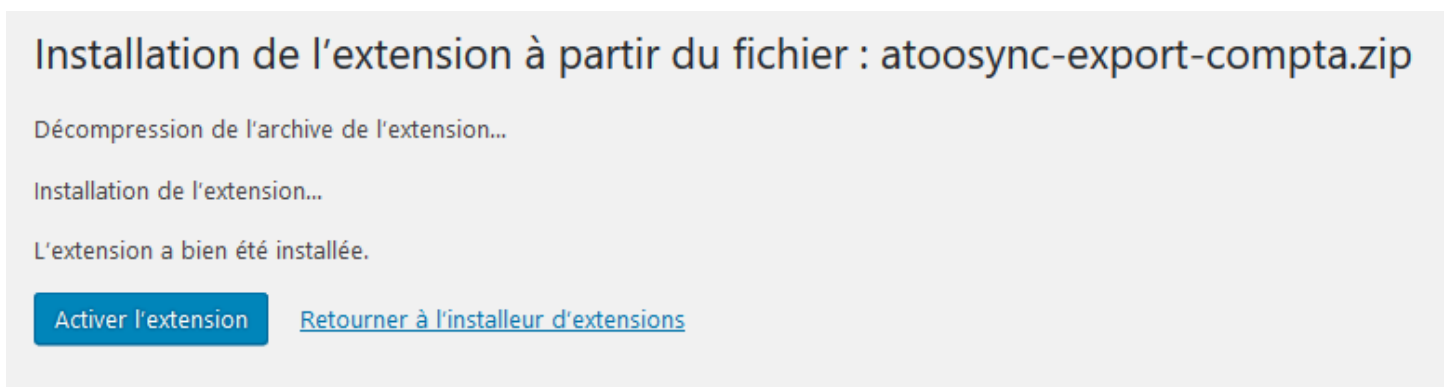 Installation de l’extension à partir du fichier : atoosync-export-compta.zip
Décompression de l’archive de l’extension…
Installation de l’extension…
L’extension a bien été installée.
Activer l’extension Retourner à l’installeur d’extensions